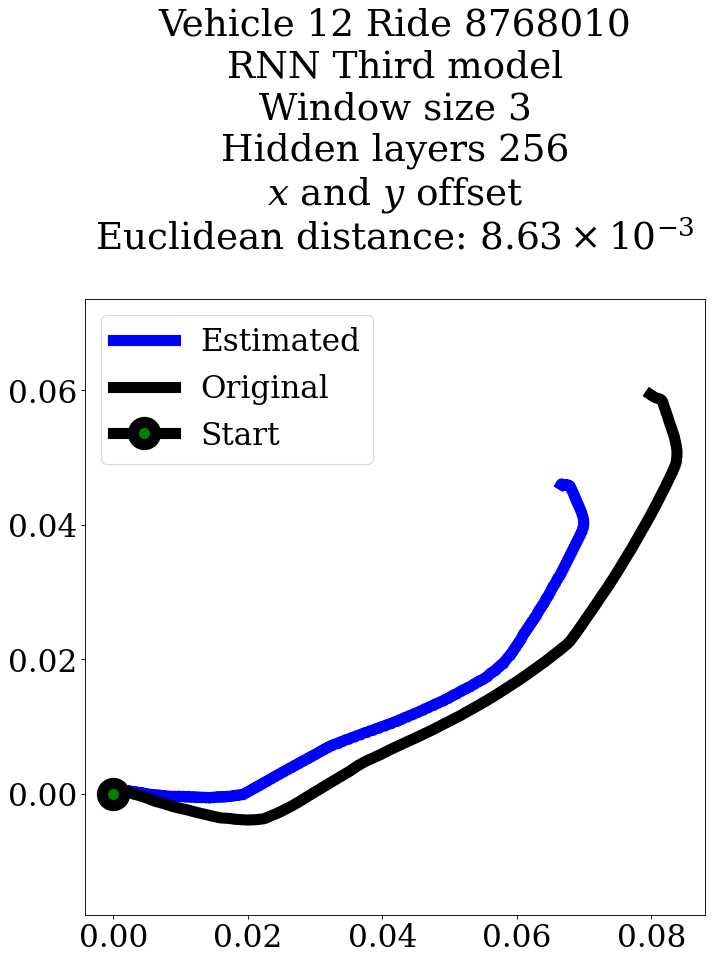 Vehicle 12 Ride 8768010
RNN Third model
Window size 3
Hidden layers 256
x and y offset
Euclidean distance: 8.63 × 10⁻³
Estimated
Original
Start
0.06
0.04
0.02
0.00
0.00 0.02 0.04 0.06 0.08